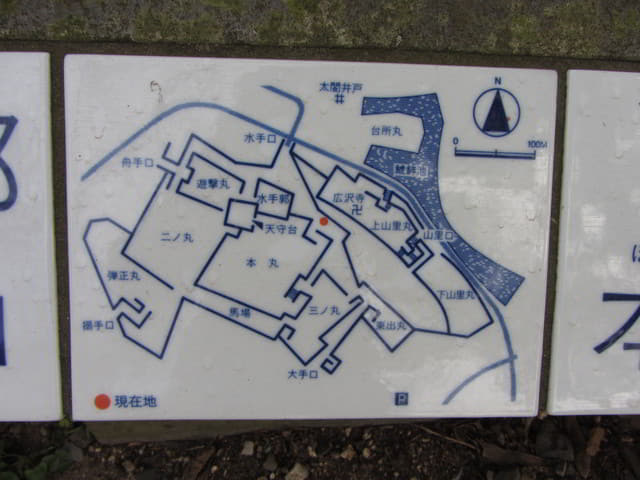 太閤井戸
N
台所丸
0
100M
水手口
舟手口
鯱鉾池
遊撃丸
水手郭
広沢寺
卍
上山里丸
山里口
天守台
二ノ丸
本丸
弾正丸
下山里丸
馬場
三ノ丸
東出丸
搦手口
大手口
現在地
P